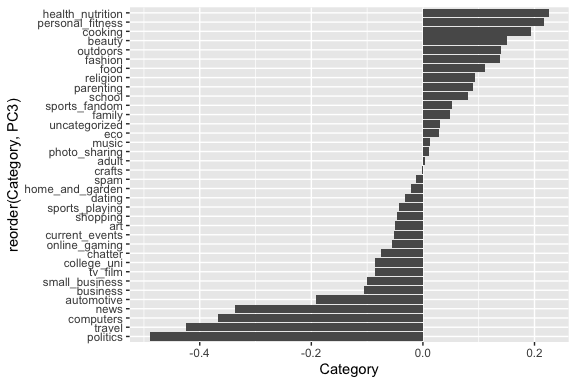 reorder(Category, PC3)
health_nutrition
personal_fitness
cooking
beauty
outdoors
fashion
food
religion
parenting
school
sports_fandom
family
uncategorized
eco
music
photo_sharing
adult
crafts
spam
home_and_garden
dating
sports_playing
shopping
art
current_events
online_gaming
chatter
college_uni
tv_film
small_business
business
automotive
news
computers
travel
politics
-0.4 -0.2 0.0 0.2
Category